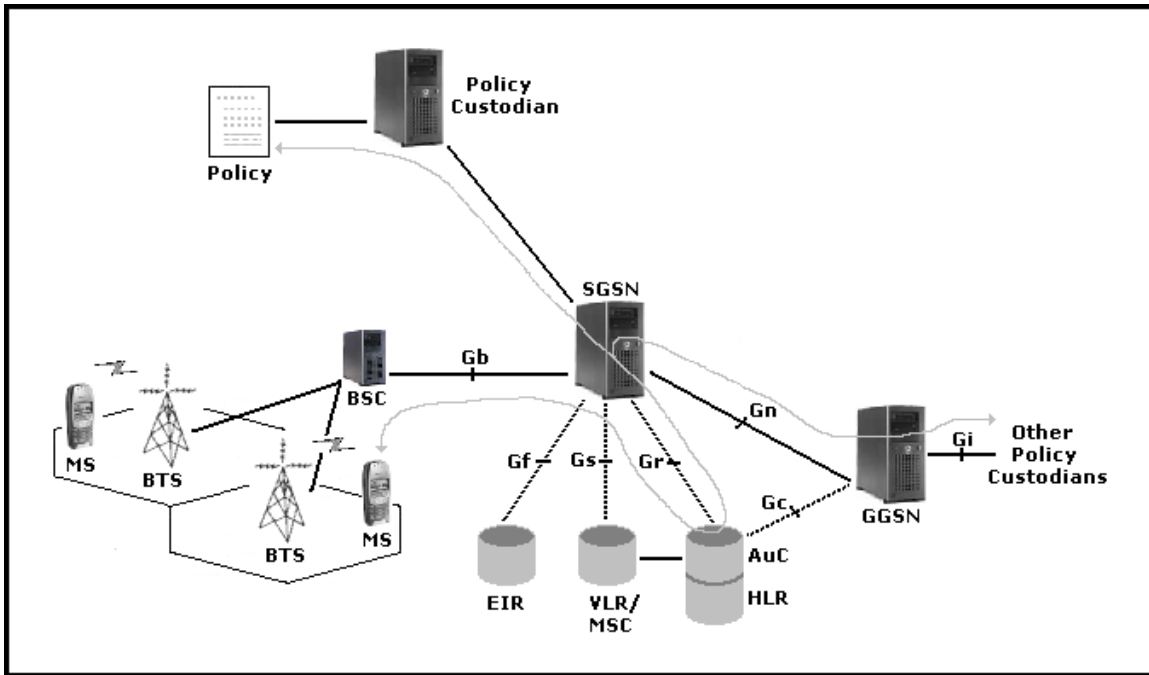 Policy
Custodian
Policy
SGSN
Gb
BSC
Gn
MS
BTS
BTS
MS
Gf
Gs
Gr
Gc
Gi
Other
Policy
Custodians
GGSN
EIR
VLR/
MSC
AuC
HLR